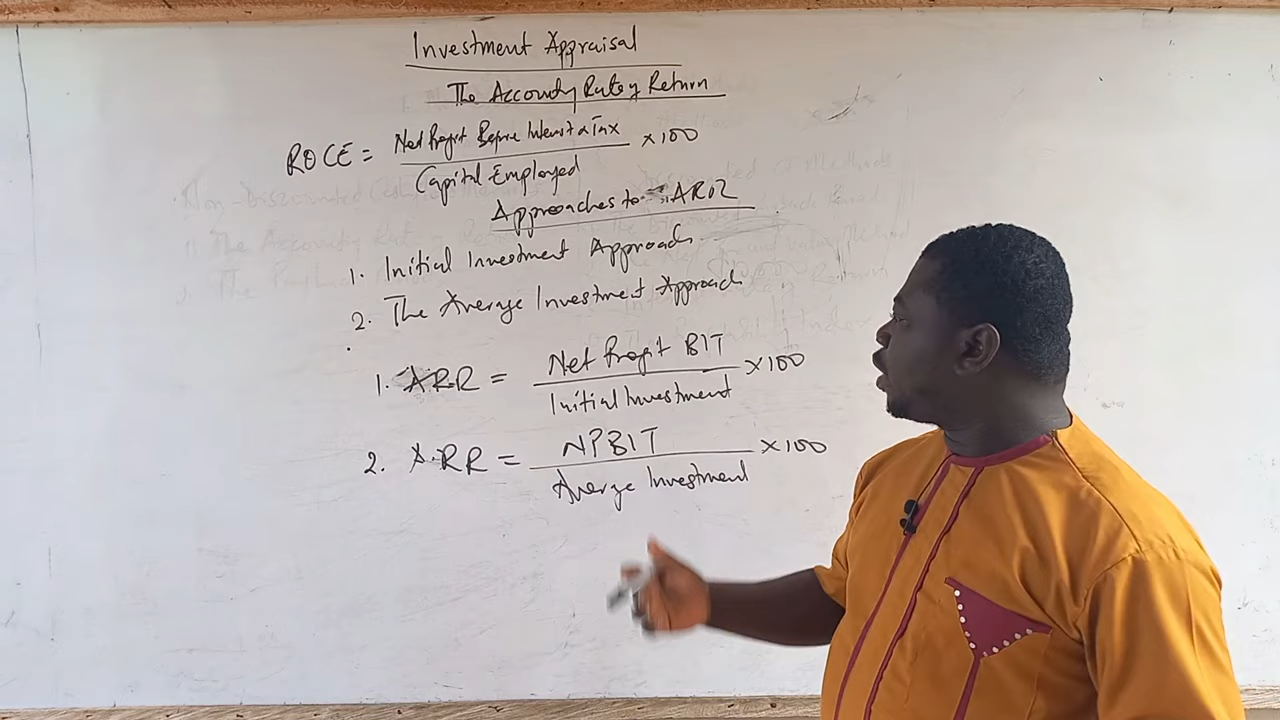 Investment Appraisal
The Accounting Rate of Return
ROCE = Net Profit Before Interest & Tax / Capital Employed × 100
Approaches to ARR
1. Initial Investment Approach
2. The Average Investment Approach
1. ARR = Net Profit BIT / Initial Investment × 100
2. ARR = NPBIT / Average Investment × 100